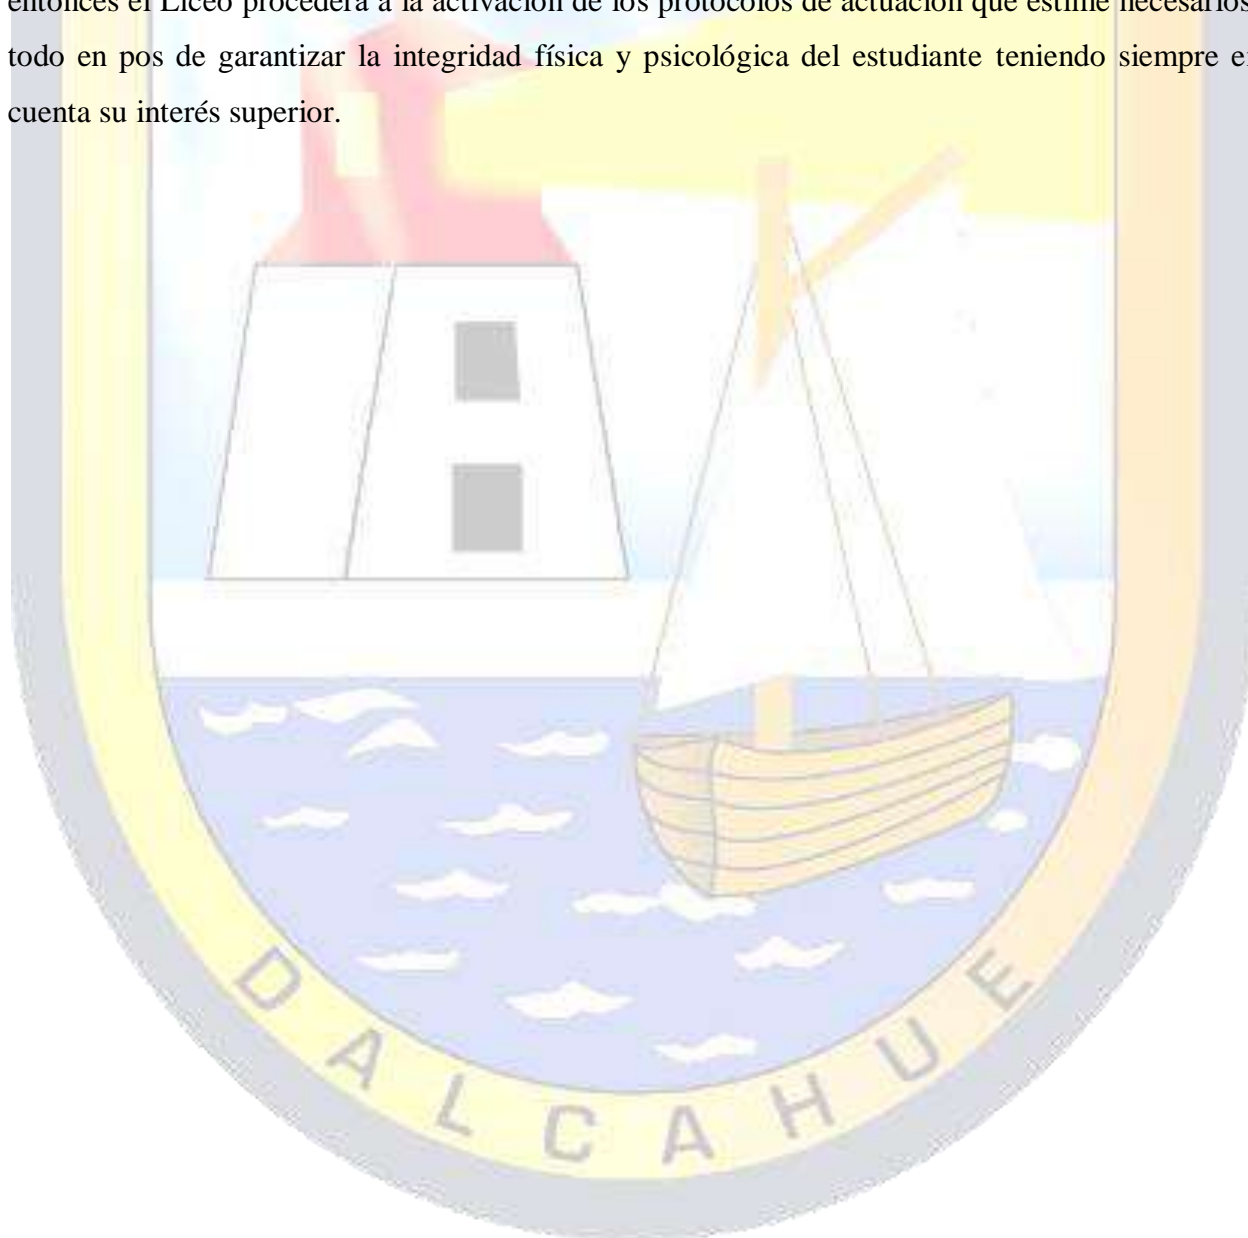 entonces el Liceo procederá a la activación de los protocolos de actuación que estime necesarios
todo en pos de garantizar la integridad física y psicológica del estudiante teniendo siempre en
cuenta su interés superior.
DALCAHUE